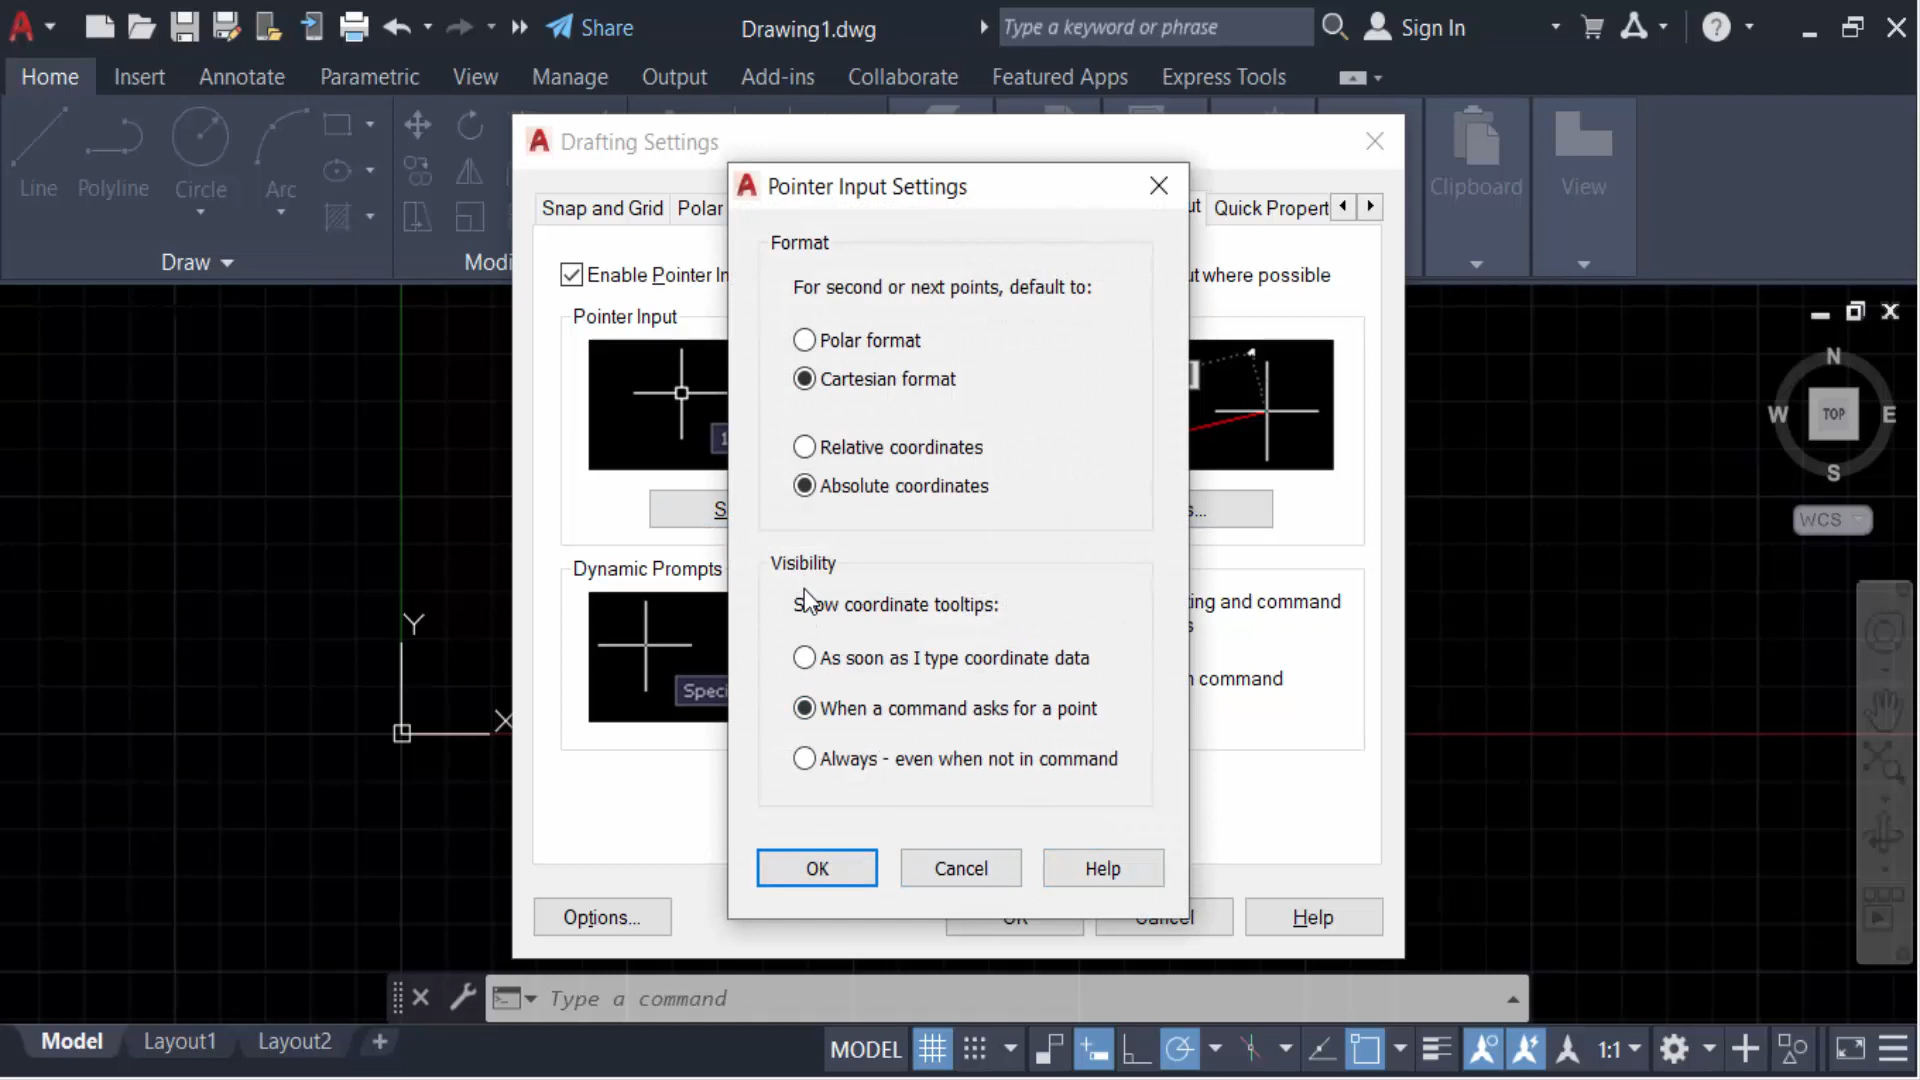 Share
Drawing1.dwg
Type a keyword or phrase
Sign In
Home
Insert
Annotate
Parametric
View
Manage
Output
Add-ins
Collaborate
Featured Apps
Express Tools
Line
Polyline
Circle
Arc
Clipboard
View
Draw
Modi
Drafting Settings
Snap and Grid
Polar
Quick Propert
Enable Pointer In
where possible
Pointer Input
Dynamic Prompts
Speci
ing and command
n command
Options...
OK
Cancel
Help
Pointer Input Settings
Format
For second or next points, default to:
Polar format
Cartesian format
Relative coordinates
Absolute coordinates
Visibility
Show coordinate tooltips:
As soon as I type coordinate data
When a command asks for a point
Always - even when not in command
OK
Cancel
Help
N
W
TOP
E
S
WCS
Y
X
Type a command
Model
Layout1
Layout2
MODEL
1:1